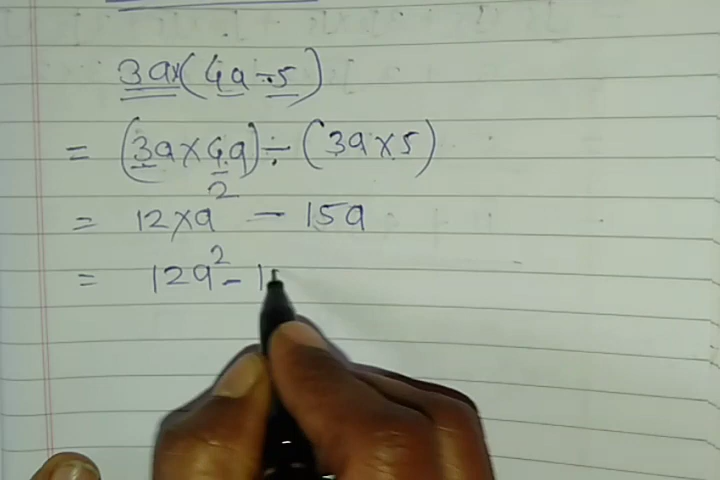 3a×(4a-5)
= (3a×4a)÷(3a×5)
= 12×a² - 15a
= 12a² - 1